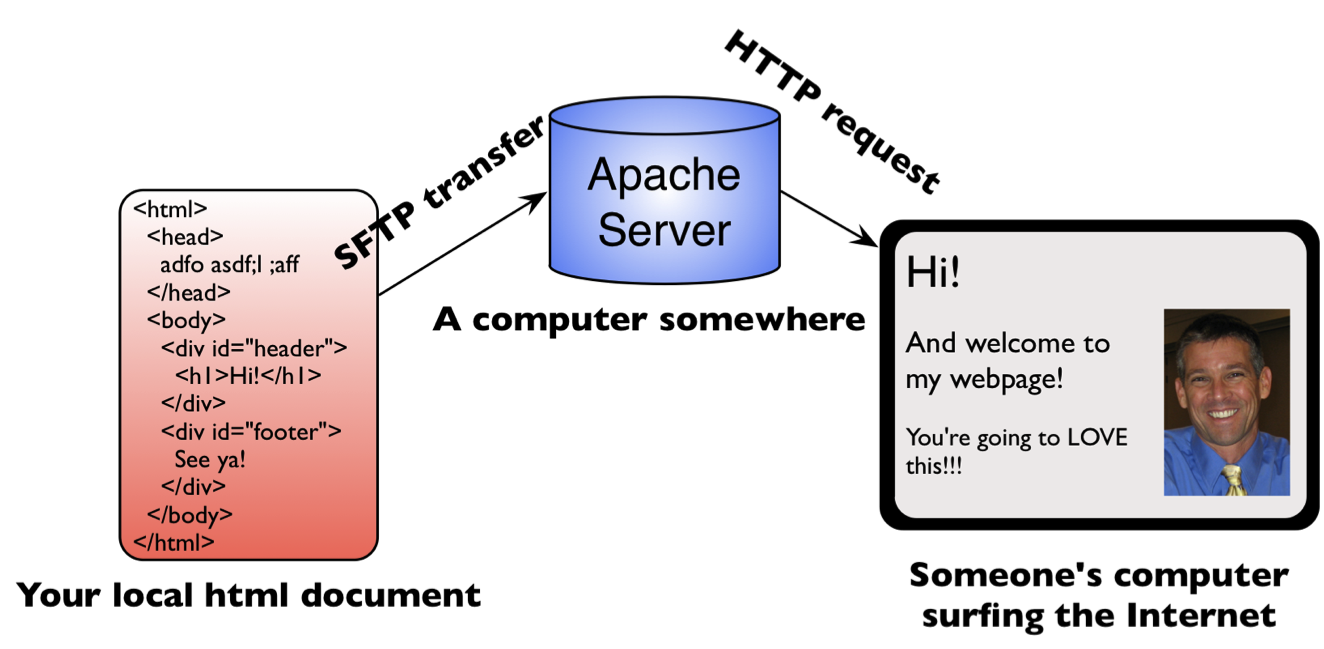 <html>
<head>
adfo asdf;l ;aff
</head>
<body>
<div id="header">
<h1>Hi!</h1>
</div>
<div id="footer">
See ya!
</div>
</body>
</html>
Your local html document
SFTP transfer
Apache
Server
A computer somewhere
HTTP request
Hi!
And welcome to
my webpage!
You're going to LOVE
this!!!
Someone's computer
surfing the Internet